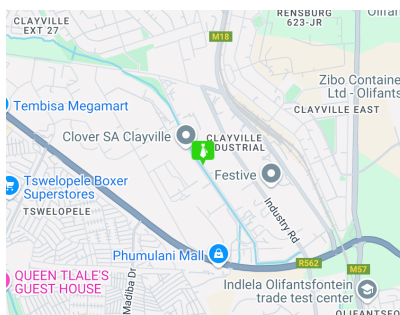 RENSBURG
623-JR
Olifants
CLAYVILLE
EXT 27
M18
Zibo Containe
Ltd - Olifants
Tembisa Megamart
CLAYVILLE EAST
Clover SA Clayville
CLAYVILLE
DUSTRIAL
Tswelopele Boxer
Superstores
Festive
TSWELOPELE
Industry Rd
Madiba Dr
Phumulani Mall
R562
M57
QUEEN TLALE'S
GUEST HOUSE
Indlela Olifantsfontein
trade test center
OLIFANTSFO